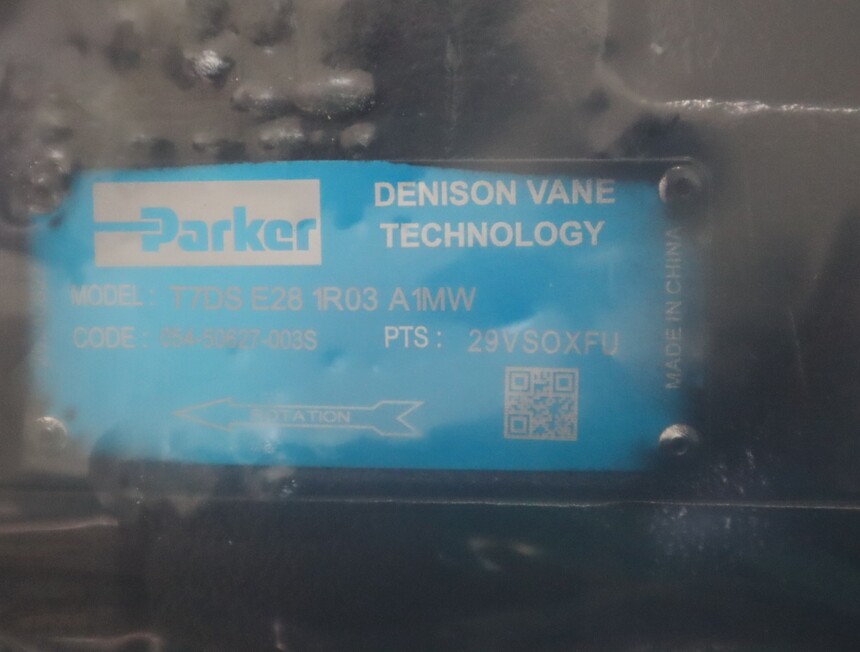 Parker
DENISON VANE
TECHNOLOGY
MODEL: T7DS E28 1R03 A1MW
CODE: 054-50627-003S PTS: 29VSOXFU
ROTATION
MADE IN CHINA